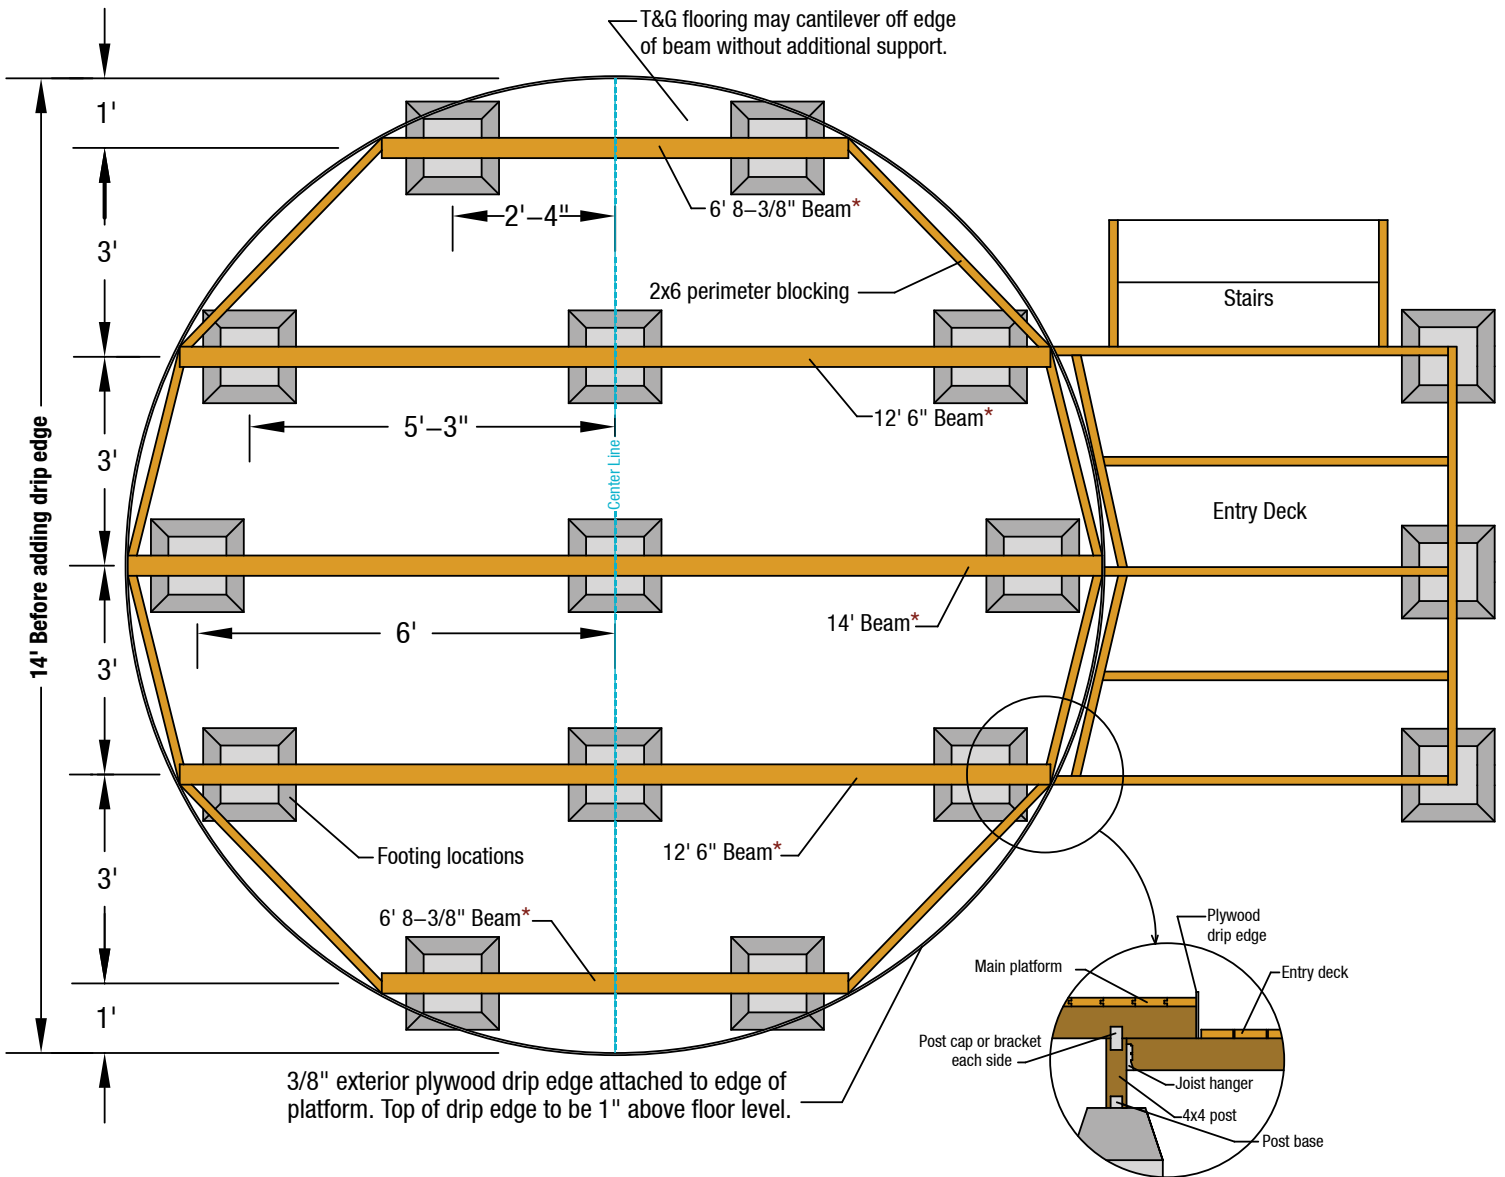 T&G flooring may cantilever off edge
of beam without additional support.
1'
6' 8–3/8" Beam*
2'–4"
3'
2x6 perimeter blocking
Stairs
12' 6" Beam*
5'–3"
3'
Center Line
14' Before adding drip edge
Entry Deck
14' Beam*
6'
3'
12' 6" Beam*
Footing locations
3'
6' 8–3/8" Beam*
1'
3/8" exterior plywood drip edge attached to edge of
platform. Top of drip edge to be 1" above floor level.
Plywood
drip edge
Main platform
Entry deck
Post cap or bracket
each side
Joist hanger
4x4 post
Post base